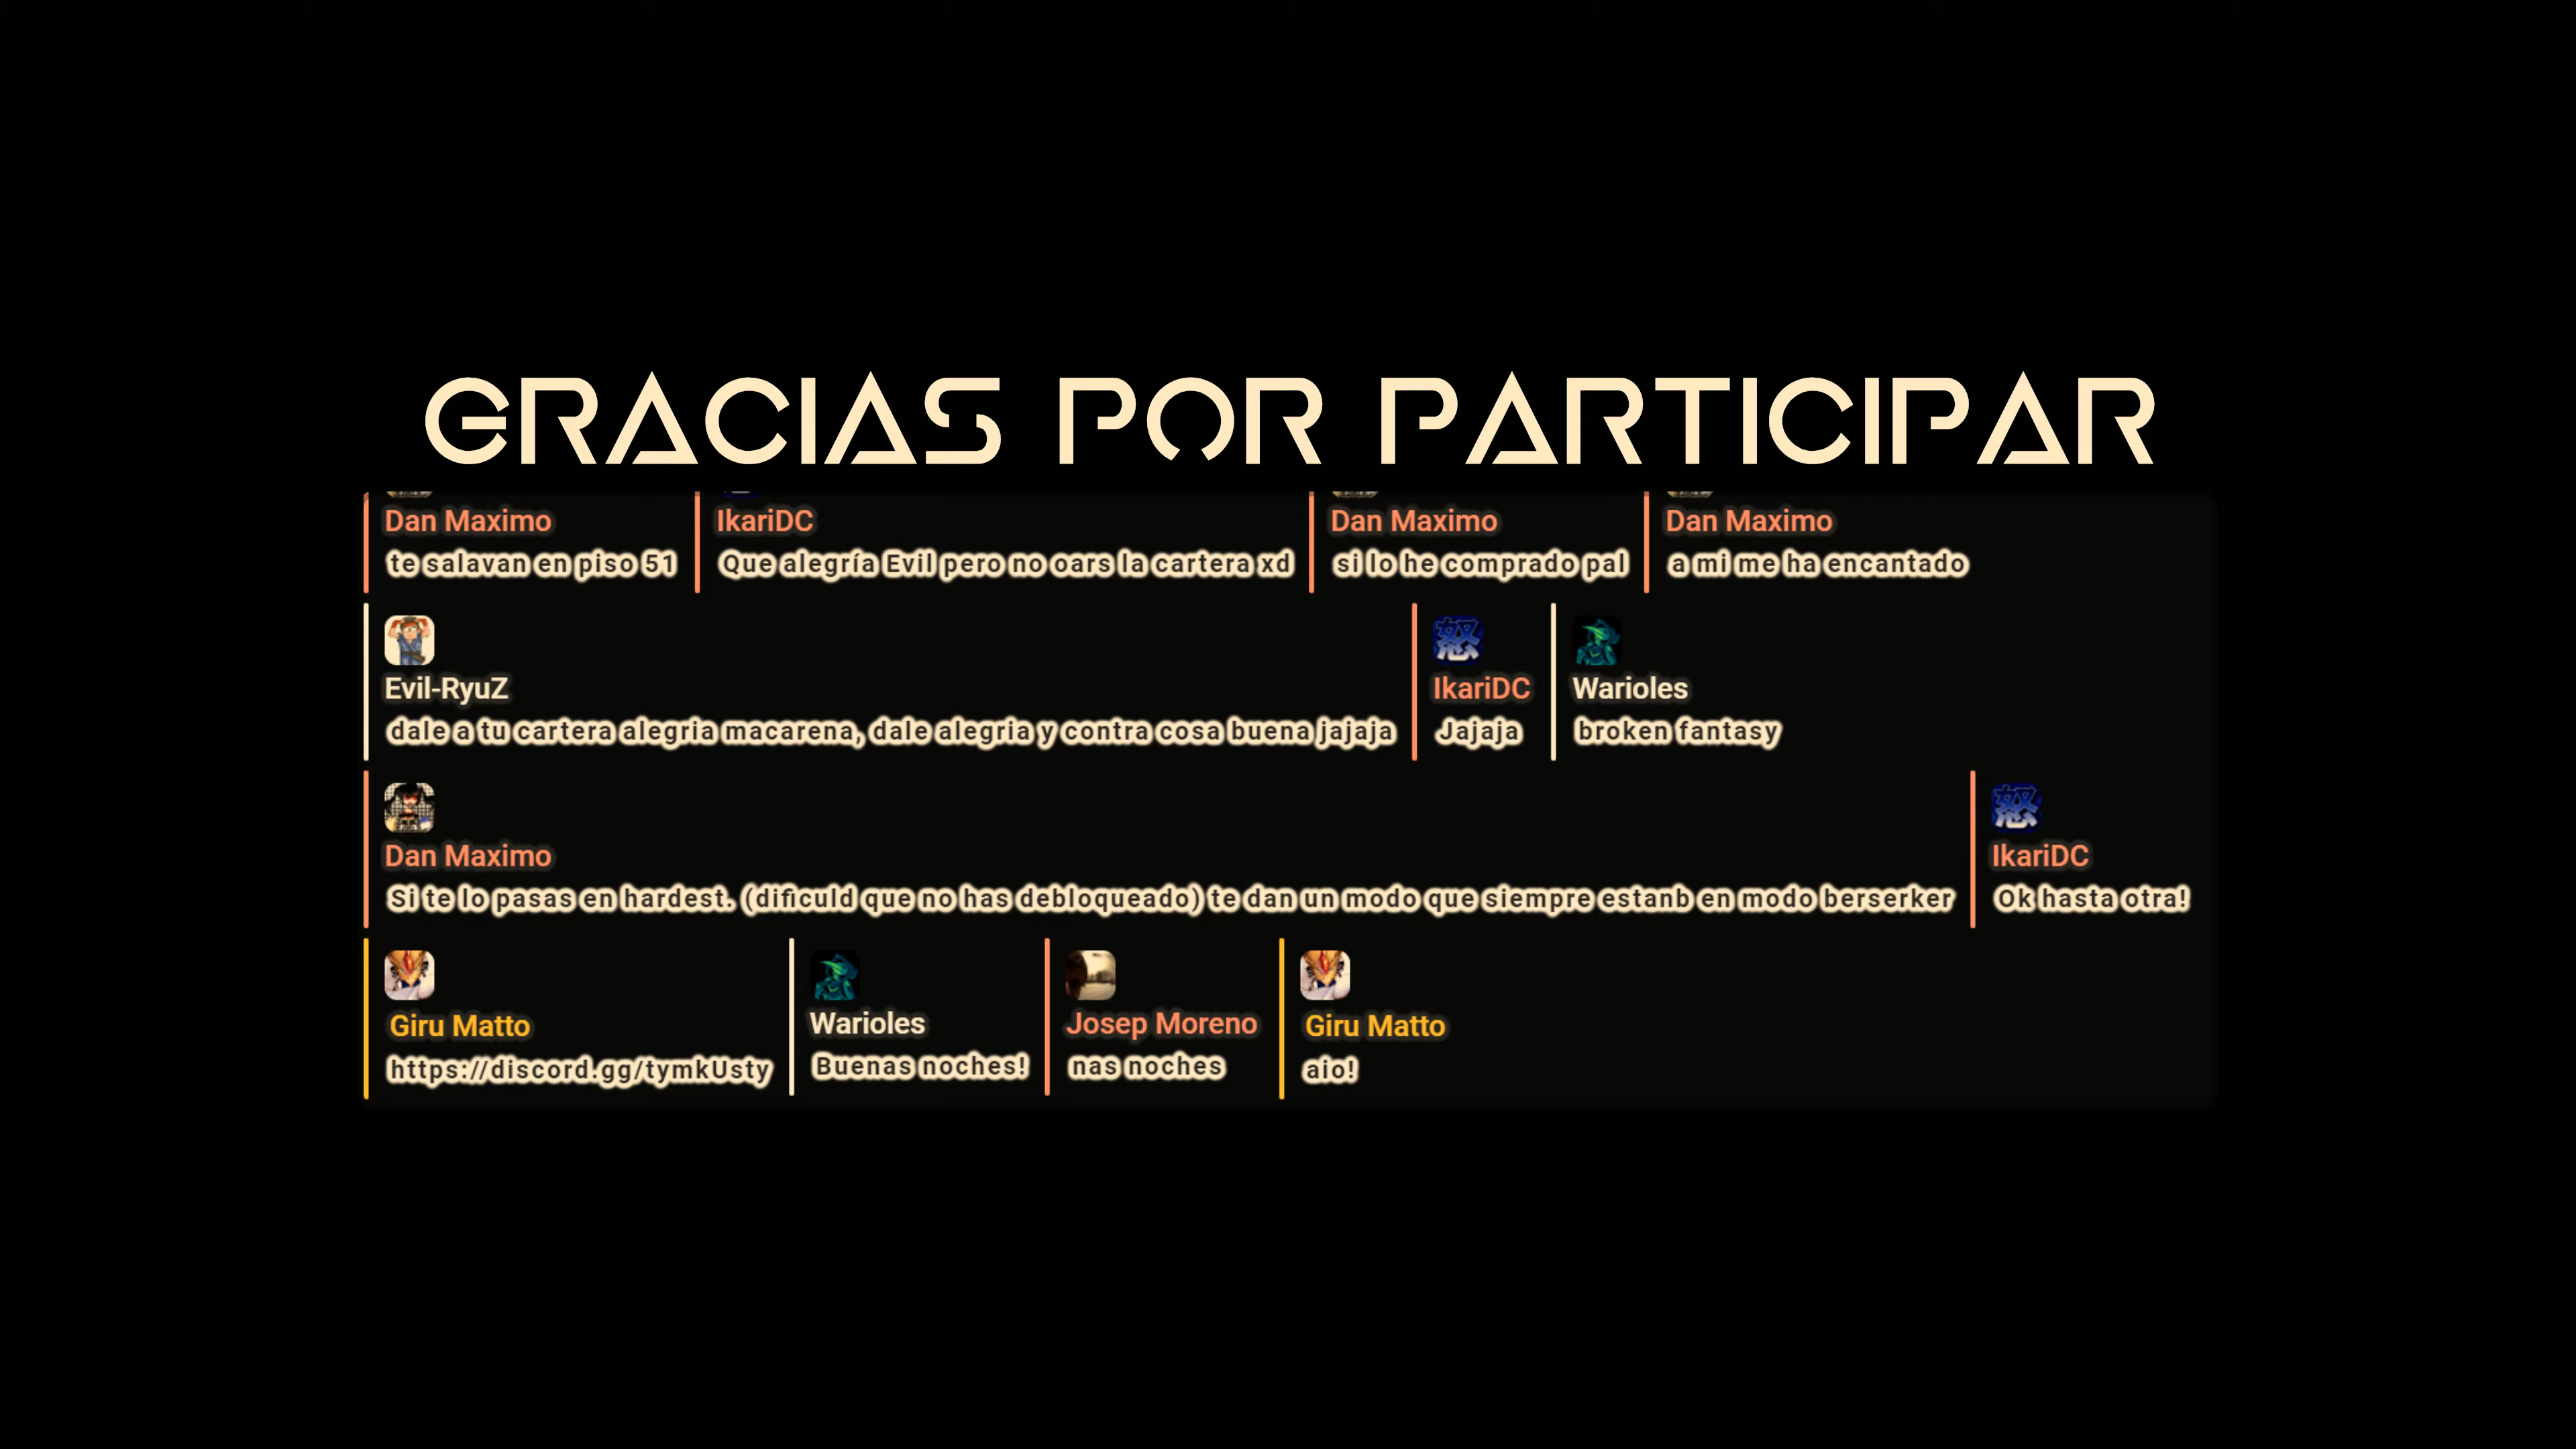 GRACIAS POR PARTICIPAR
Dan Maximo
te salavan en piso 51
IkariDC
Que alegría Evil pero no oars la cartera xd
Dan Maximo
si lo he comprado pal
Dan Maximo
a mi me ha encantado
Evil-RyuZ
dale a tu cartera alegria macarena, dale alegria y contra cosa buena jajaja
怒
IkariDC
Jajaja
Warioles
broken fantasy
Dan Maximo
Si te lo pasas en hardest. (dificuld que no has debloqueado) te dan un modo que siempre estanb en modo berserker
怒
IkariDC
Ok hasta otra!
Giru Matto
https://discord.gg/tymkUsty
Warioles
Buenas noches!
Josep Moreno
nas noches
Giru Matto
aio!